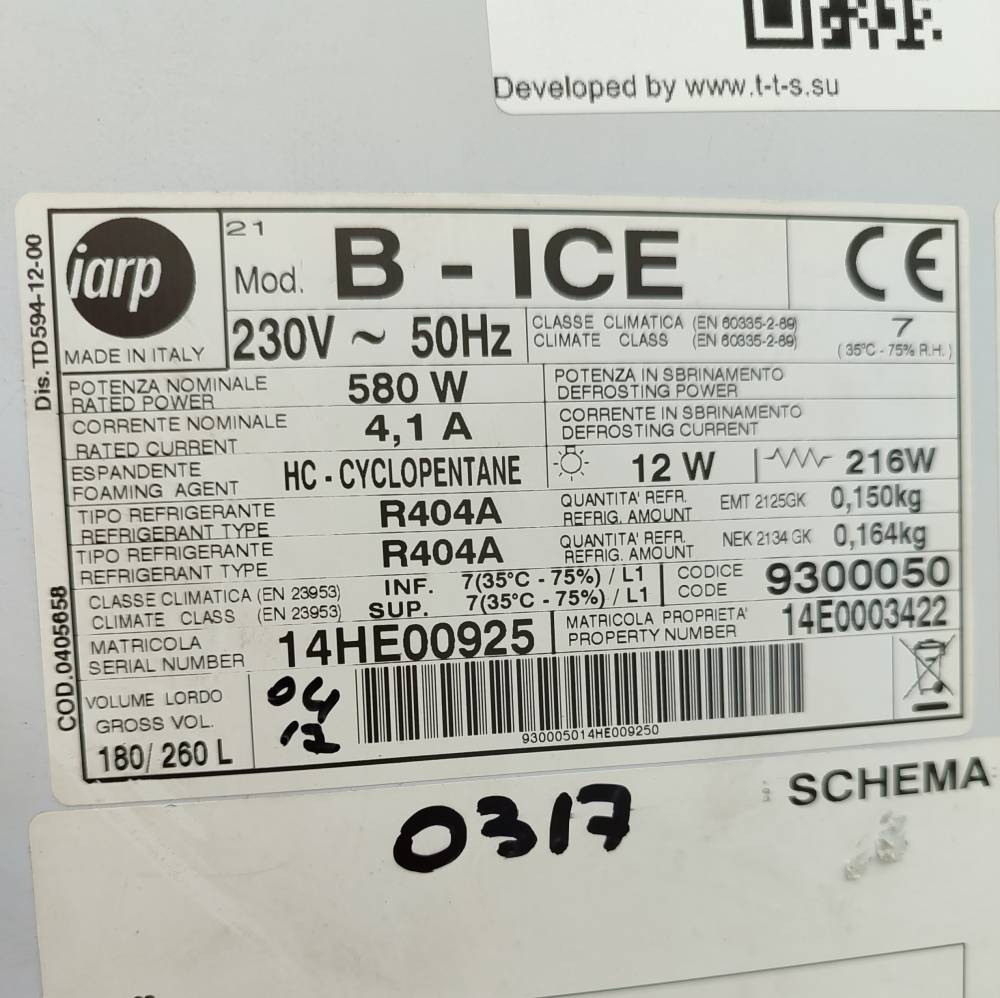 Developed by www.t-t-s.su
Dis. TD594-12-00
iarp
MADE IN ITALY
21
Mod. B - ICE
CE
230V ~ 50Hz
CLASSE CLIMATICA (EN 60335-2-89)
CLIMATE CLASS (EN 60335-2-89)
7
(35°C - 75% R.H.)
POTENZA NOMINALE
RATED POWER
580 W
POTENZA IN SBRINAMENTO
DEFROSTING POWER
CORRENTE NOMINALE
RATED CURRENT
4,1 A
CORRENTE IN SBRINAMENTO
DEFROSTING CURRENT
ESPANDENTE
FOAMING AGENT
HC - CYCLOPENTANE
12 W
216W
TIPO REFRIGERANTE
REFRIGERANT TYPE
R404A
QUANTITA' REFR.
REFRIG. AMOUNT
EMT 2125GK 0,150kg
TIPO REFRIGERANTE
REFRIGERANT TYPE
R404A
QUANTITA' REFR.
REFRIG. AMOUNT
NEK 2134 GK 0,164kg
CLASSE CLIMATICA (EN 23953)
CLIMATE CLASS (EN 23953)
INF. 7(35°C - 75%) / L1
SUP. 7(35°C - 75%) / L1
CODICE
CODE
9300050
MATRICOLA
SERIAL NUMBER
14HE00925
MATRICOLA PROPRIETA'
PROPERTY NUMBER
14E0003422
COD.0405658
VOLUME LORDO
GROSS VOL.
180/ 260 L
04
12
930005014HE009250
0317
SCHEMA